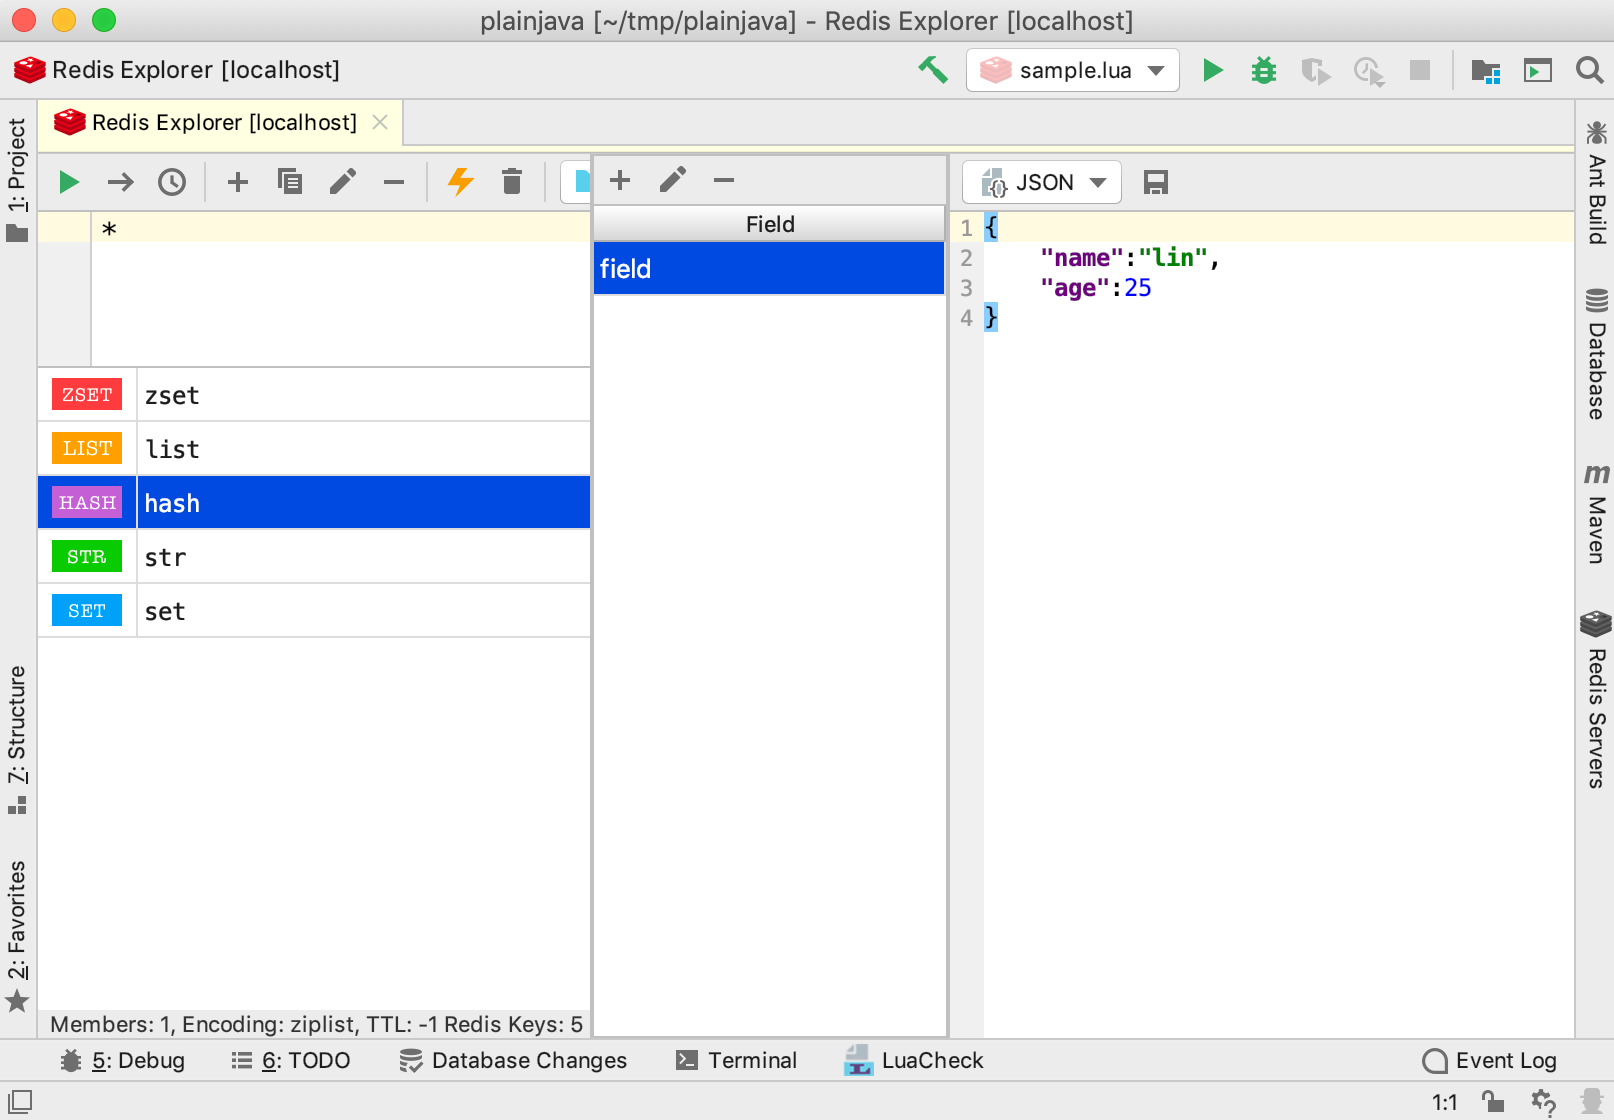 plainjava [~/tmp/plainjava] - Redis Explorer [localhost]
Redis Explorer [localhost]
sample.lua
Redis Explorer [localhost]
1: Project
7: Structure
2: Favorites
*
ZSET zset
LIST list
HASH hash
STR str
SET set
Members: 1, Encoding: ziplist, TTL: -1 Redis Keys: 5
Field
field
JSON
1 {
2 "name":"lin",
3 "age":25
4 }
Ant Build
Database
m Maven
Redis Servers
5: Debug 6: TODO Database Changes Terminal LuaCheck Event Log
1:1